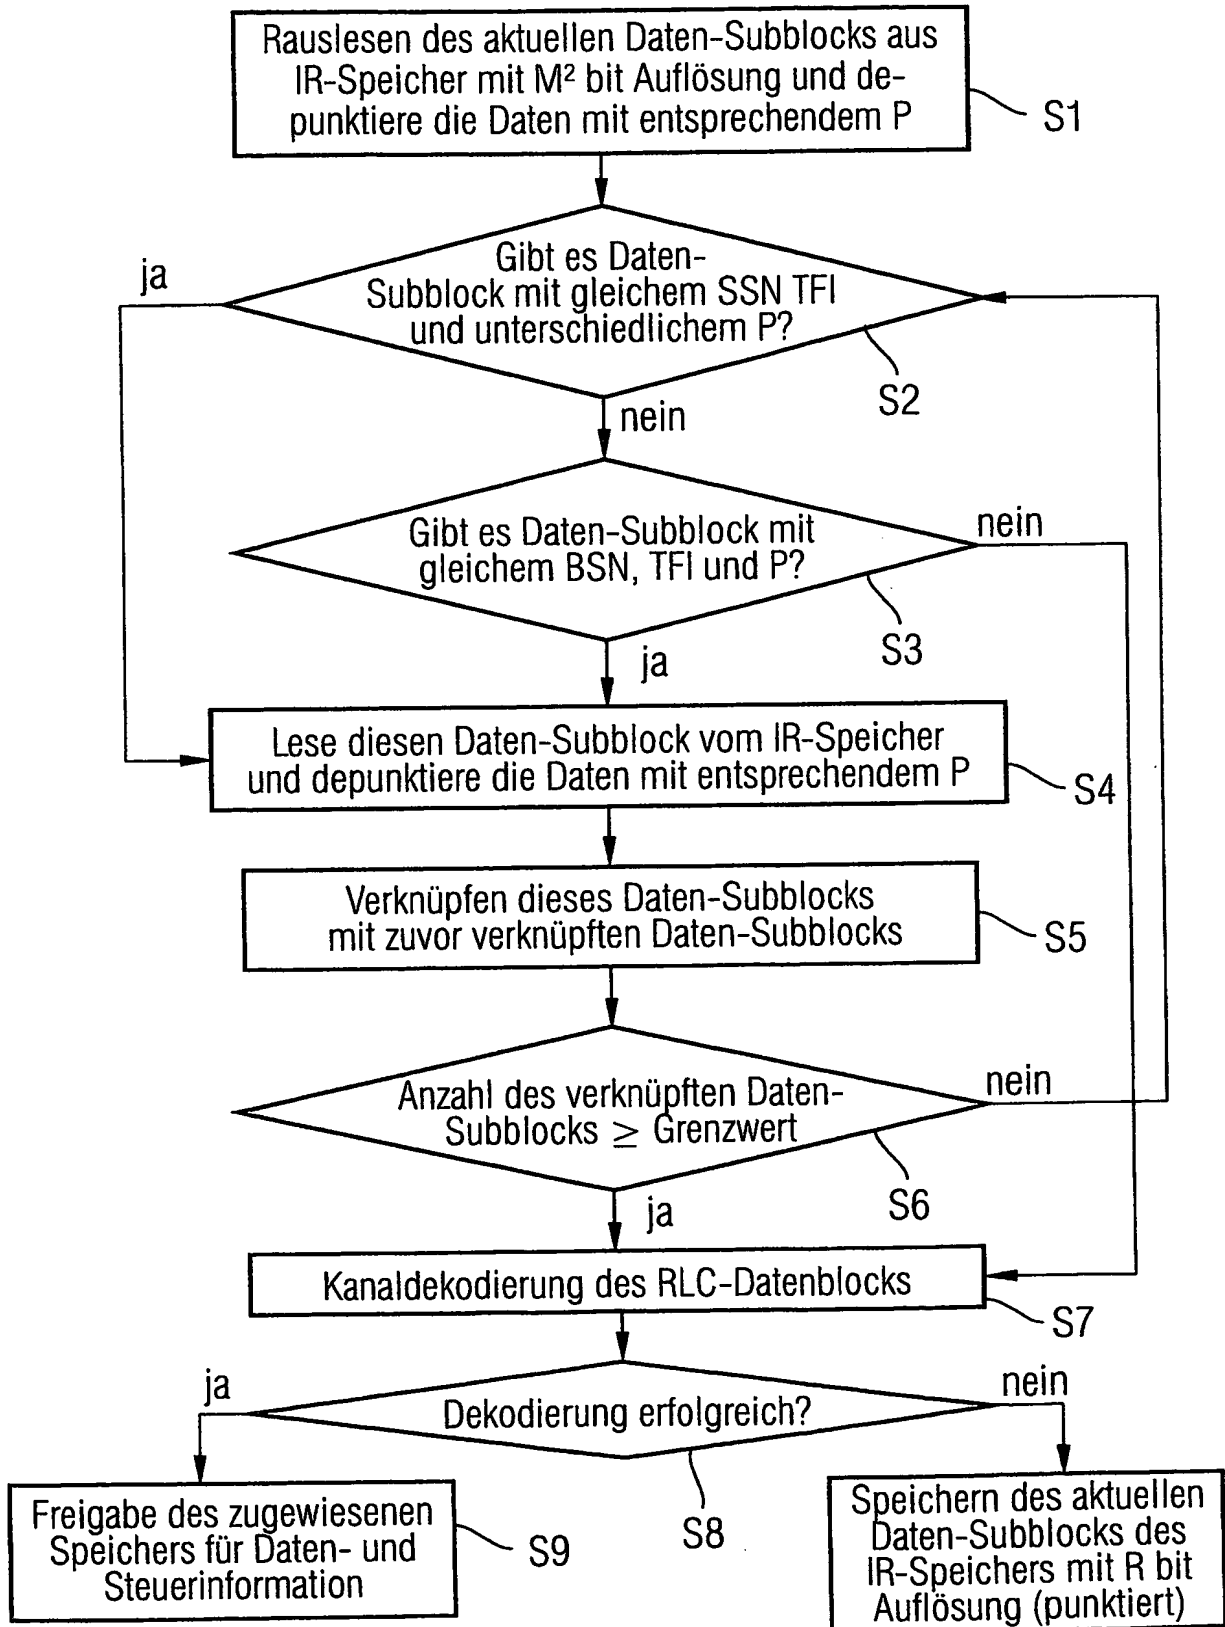 Rauslesen des aktuellen Daten-Subblocks aus
IR-Speicher mit M² bit Auflösung und de-
punktiere die Daten mit entsprechendem P
S1
Gibt es Daten-
Subblock mit gleichem SSN TFI
und unterschiedlichem P?
ja
S2
nein
Gibt es Daten-Subblock mit
gleichem BSN, TFI und P?
nein
S3
ja
Lese diesen Daten-Subblock vom IR-Speicher
und depunktiere die Daten mit entsprechendem P
S4
Verknüpfen dieses Daten-Subblocks
mit zuvor verknüpften Daten-Subblocks
S5
Anzahl des verknüpften Daten-
Subblocks ≥ Grenzwert
nein
S6
ja
Kanaldekodierung des RLC-Datenblocks
S7
ja
Dekodierung erfolgreich?
nein
S8
Freigabe des zugewiesenen
Speichers für Daten- und
Steuerinformation
S9
Speichern des aktuellen
Daten-Subblocks des
IR-Speichers mit R bit
Auflösung (punktiert)